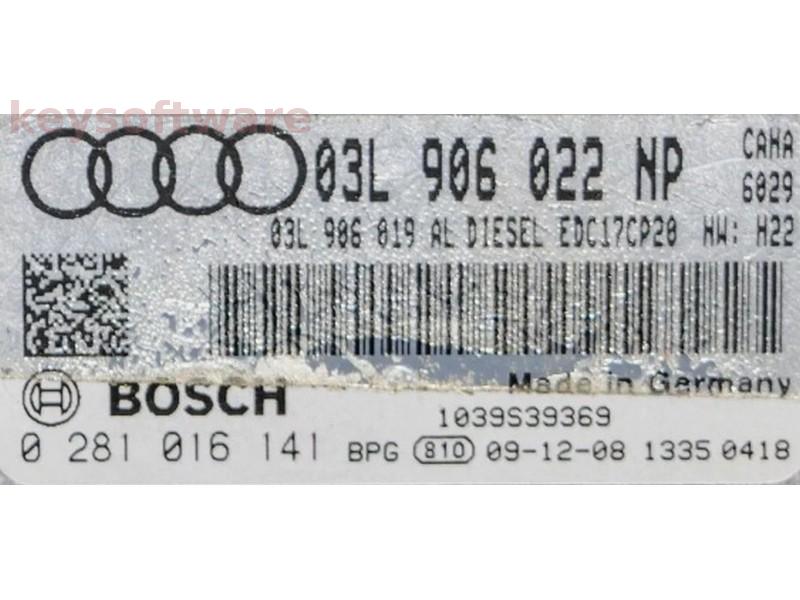 keysoftware
03L 906 022 NP
CAHA
6029
03L 906 019 AL DIESEL EDC17CP20 HW: H22
Made in Germany
BOSCH
1039S39369
0 281 016 141 BPG 810 09-12-08 1335 0418